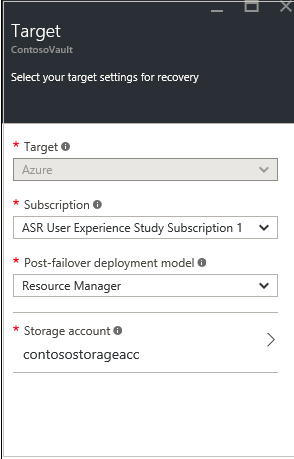 Target
ContosoVault
Select your target settings for recovery
* Target
Azure
* Subscription
ASR User Experience Study Subscription 1
* Post-failover deployment model
Resource Manager
* Storage account
contosostorageacc